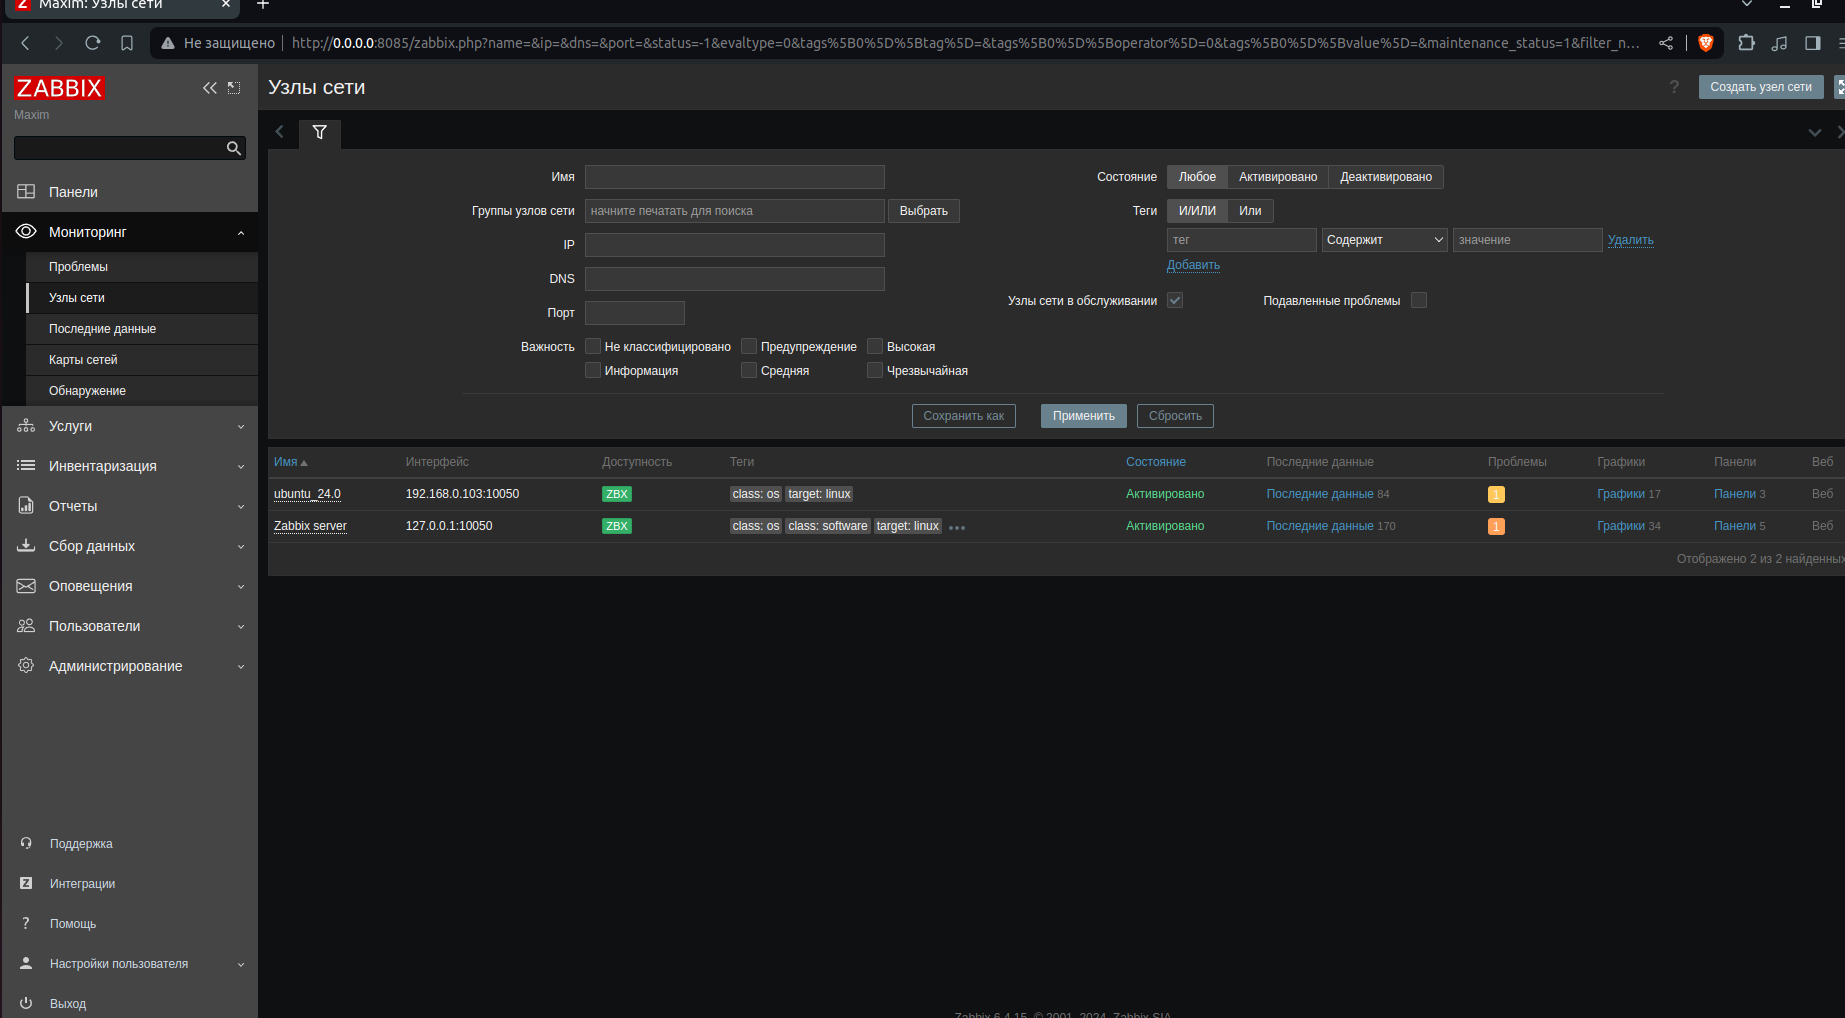 Maxim: Узлы сети
Не защищено http://0.0.0.0:8085/zabbix.php?name=&ip=&dns=&port=&status=-1&evaltype=0&tags%5B0%5D%5Btag%5D=&tags%5B0%5D%5Boperator%5D=0&tags%5B0%5D%5Bvalue%5D=&maintenance_status=1&filter_n...
ZABBIX
Maxim
Панели
Мониторинг
Проблемы
Узлы сети
Последние данные
Карты сетей
Обнаружение
Услуги
Инвентаризация
Отчеты
Сбор данных
Оповещения
Пользователи
Администрирование
Поддержка
Интеграции
Помощь
Настройки пользователя
Выход
Узлы сети
? Создать узел сети
Имя
Группы узлов сети начните печатать для поиска Выбрать
IP
DNS
Порт
Важность Не классифицировано Предупреждение Высокая
Информация Средняя Чрезвычайная
Состояние Любое Активировано Деактивировано
Теги И/ИЛИ Или
тег Содержит значение Удалить
Добавить
Узлы сети в обслуживании Подавленные проблемы
Сохранить как Применить Сбросить
Имя Интерфейс Доступность Теги Состояние Последние данные Проблемы Графики Панели Веб
ubuntu_24.0 192.168.0.103:10050 ZBX class: os target: linux Активировано Последние данные 84 1 Графики 17 Панели 3 Веб
Zabbix server 127.0.0.1:10050 ZBX class: os class: software target: linux ••• Активировано Последние данные 170 1 Графики 34 Панели 5 Веб
Отображено 2 из 2 найденных
Zabbix 6.4.15. © 2001–2024, Zabbix SIA